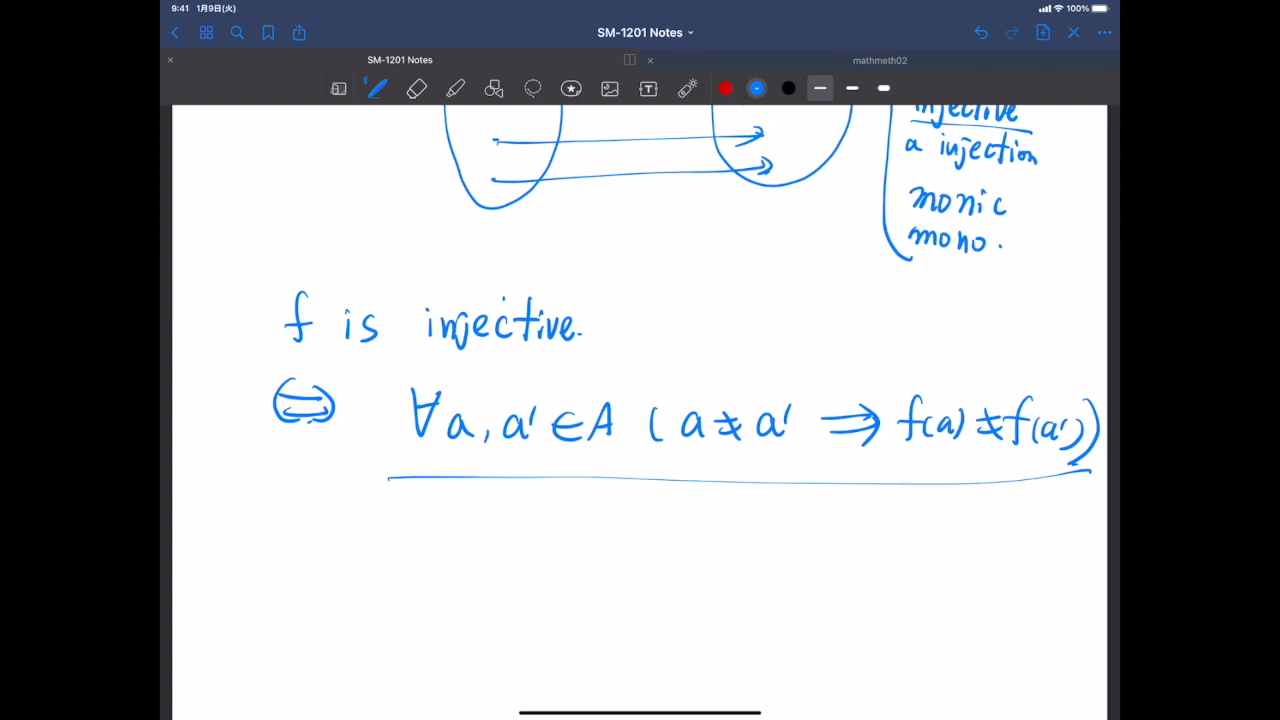 9:41 1月9日(火)
100%
SM-1201 Notes
SM-1201 Notes
mathmeth02
injective
a injection
monic
mono.
f is injective.
⇔ ∀a, a' ∈ A ( a ≠ a' ⇒ f(a) ≠ f(a'))